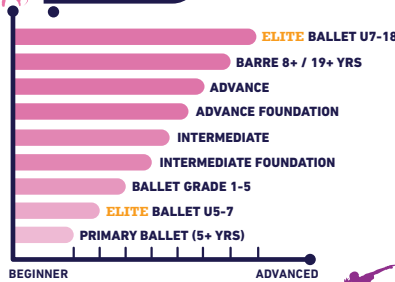 ELITE BALLET U7-18
BARRE 8+ / 19+ YRS
ADVANCE
ADVANCE FOUNDATION
INTERMEDIATE
INTERMEDIATE FOUNDATION
BALLET GRADE 1-5
ELITE BALLET U5-7
PRIMARY BALLET (5+ YRS)
BEGINNER ADVANCED